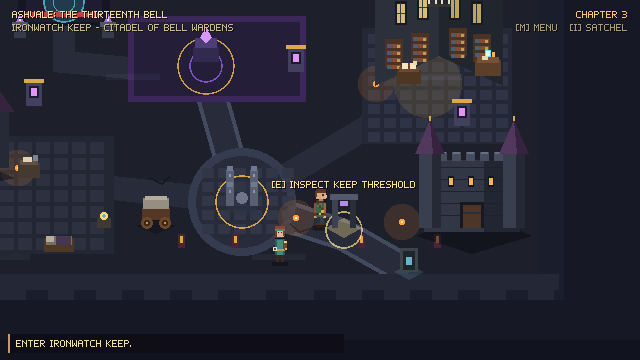 ASHVALE: THE THIRTEENTH BELL
IRONWATCH KEEP - CITADEL OF BELL WARDENS
CHAPTER 3
[M] MENU [I] SATCHEL
[E] INSPECT KEEP THRESHOLD
ENTER IRONWATCH KEEP.